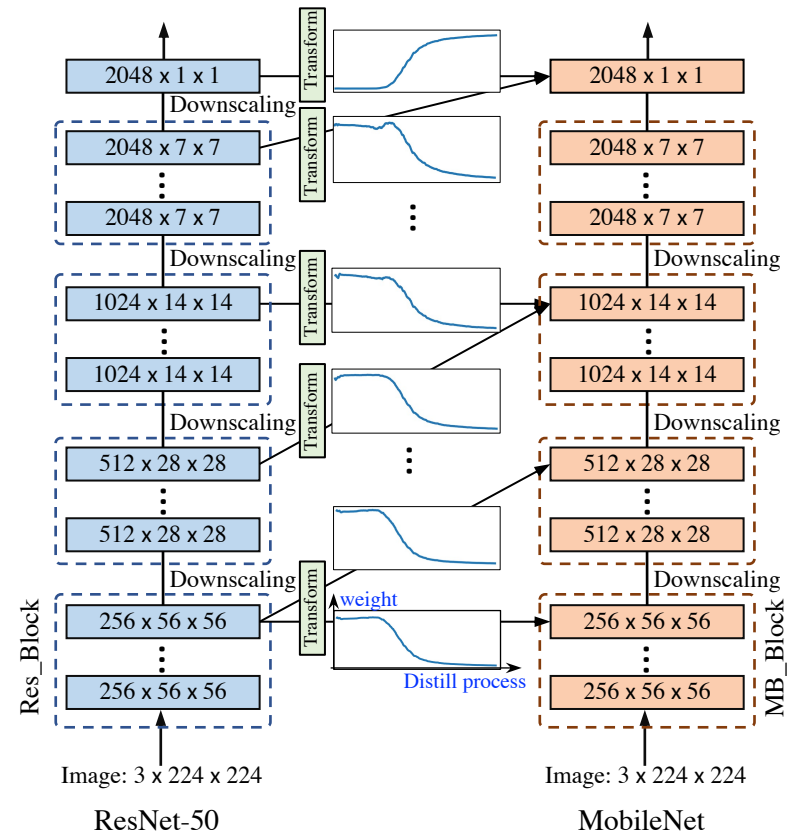 2048 x 1 x 1
Transform
2048 x 1 x 1
Downscaling
2048 x 7 x 7
Transform
2048 x 7 x 7
2048 x 7 x 7
2048 x 7 x 7
Downscaling
Downscaling
1024 x 14 x 14
Transform
1024 x 14 x 14
1024 x 14 x 14
Transform
1024 x 14 x 14
Downscaling
Downscaling
512 x 28 x 28
512 x 28 x 28
512 x 28 x 28
512 x 28 x 28
Downscaling
Transform
Downscaling
weight
Res_Block
256 x 56 x 56
256 x 56 x 56
MB_Block
Distill process
256 x 56 x 56
256 x 56 x 56
Image: 3 x 224 x 224
Image: 3 x 224 x 224
ResNet-50
MobileNet